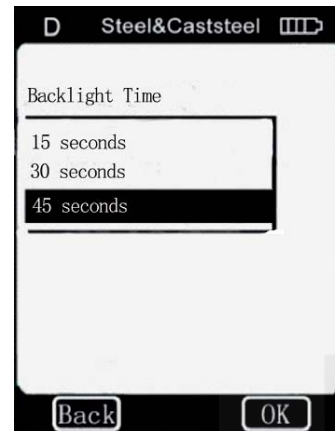 D Steel&Caststeel
Backlight Time
15 seconds
30 seconds
45 seconds
Back OK